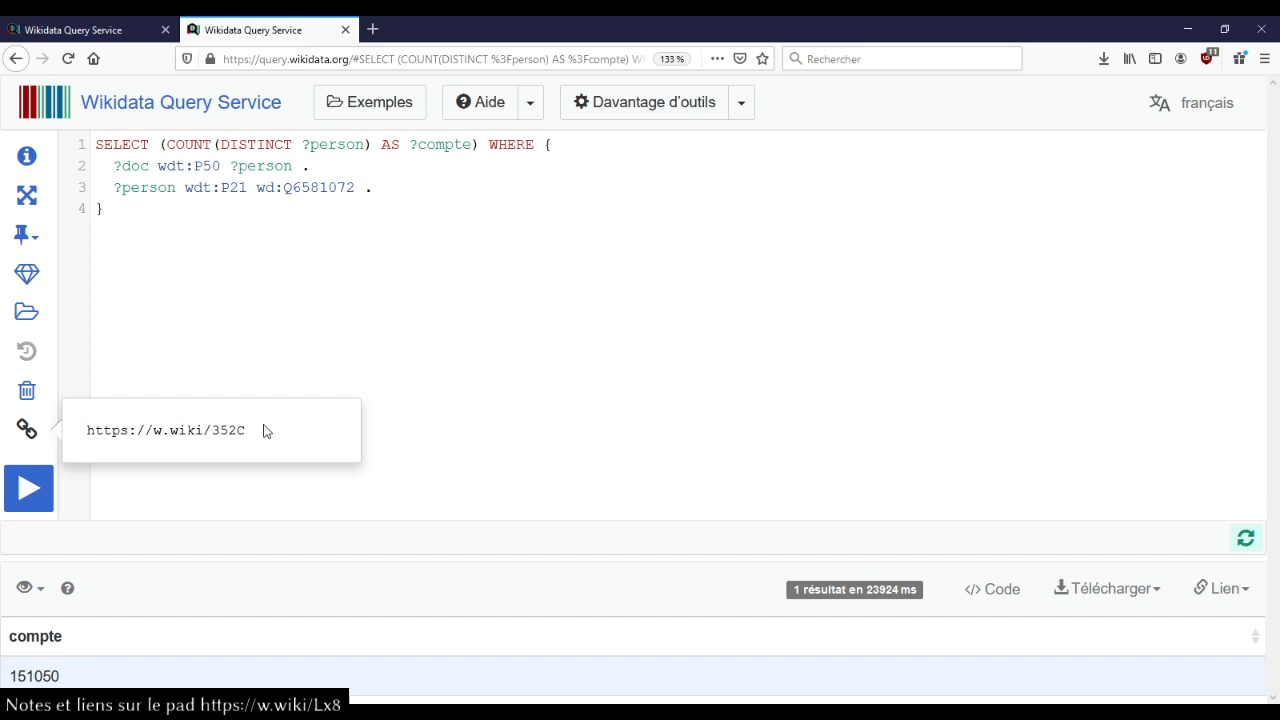 Wikidata Query Service
Wikidata Query Service
https://query.wikidata.org/#SELECT (COUNT(DISTINCT %3Fperson) AS %3Fcompte) W
133 %
Rechercher
11
Wikidata Query Service
Exemples
Aide
Davantage d'outils
français
1 SELECT (COUNT(DISTINCT ?person) AS ?compte) WHERE {
2 ?doc wdt:P50 ?person .
3 ?person wdt:P21 wd:Q6581072 .
4 }
https://w.wiki/352C
1 résultat en 23924 ms
</> Code
Télécharger
Lien
compte
151050
Notes et liens sur le pad https://w.wiki/Lx8